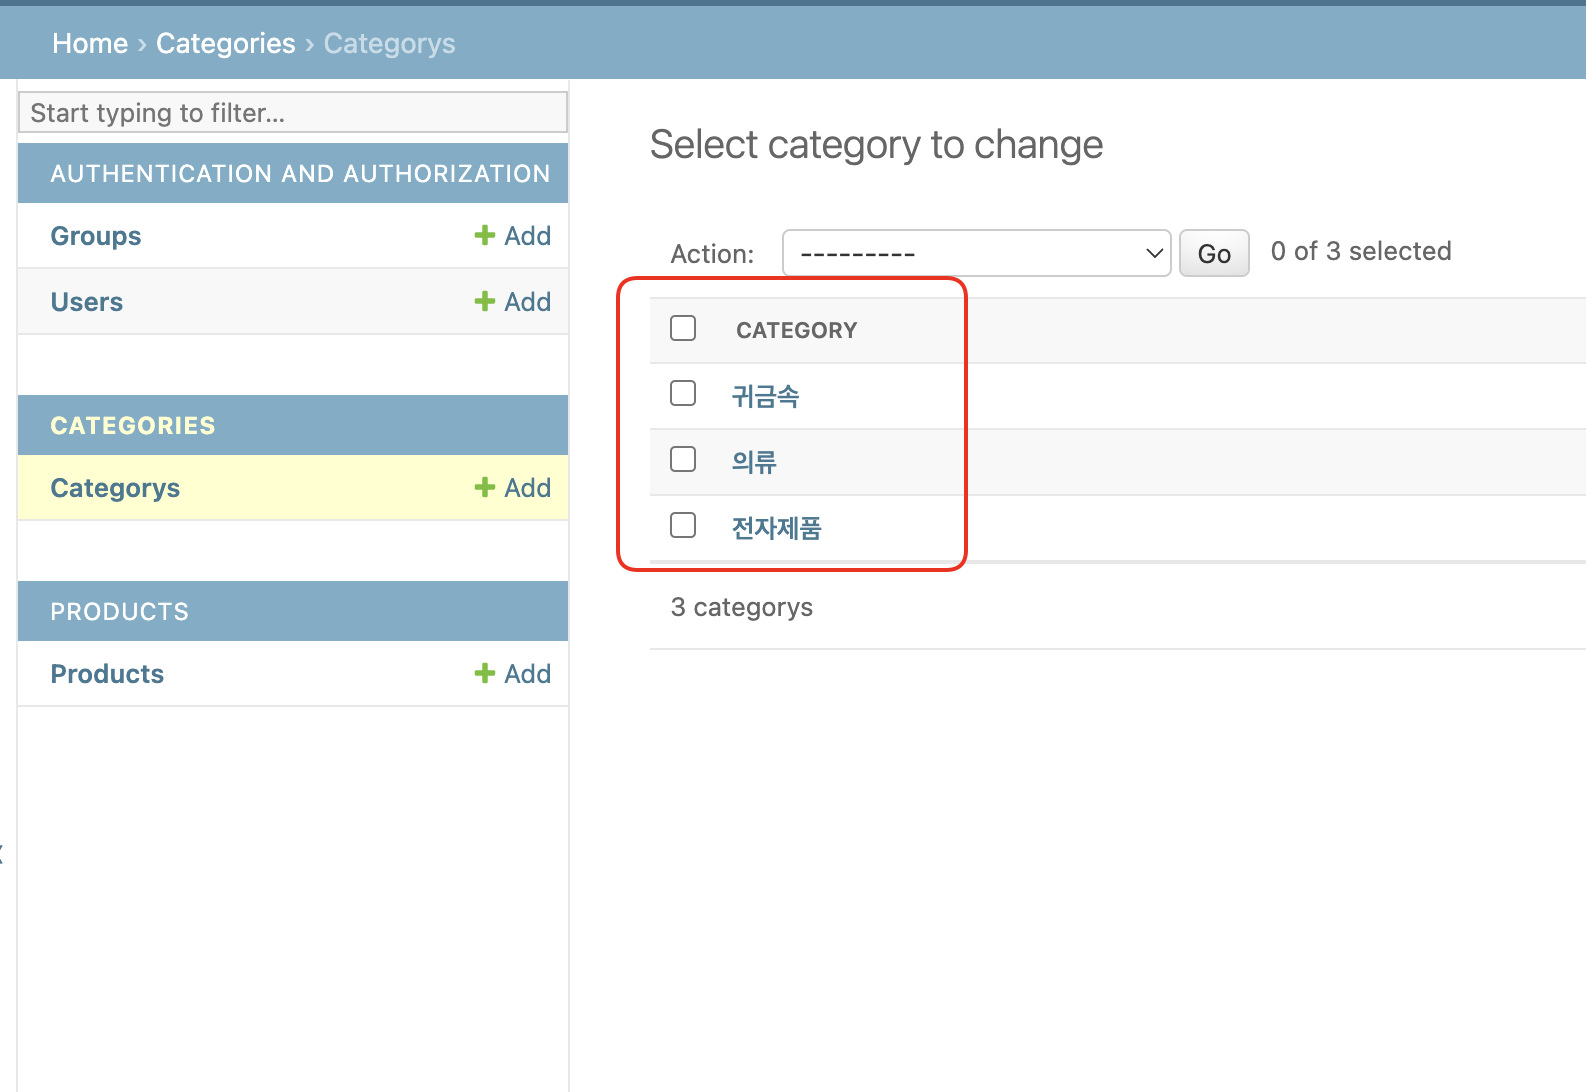 Home › Categories › Categorys
Start typing to filter...
AUTHENTICATION AND AUTHORIZATION
Groups + Add
Users + Add
CATEGORIES
Categorys + Add
PRODUCTS
Products + Add
Select category to change
Action: --------- Go 0 of 3 selected
CATEGORY
귀금속
의류
전자제품
3 categorys